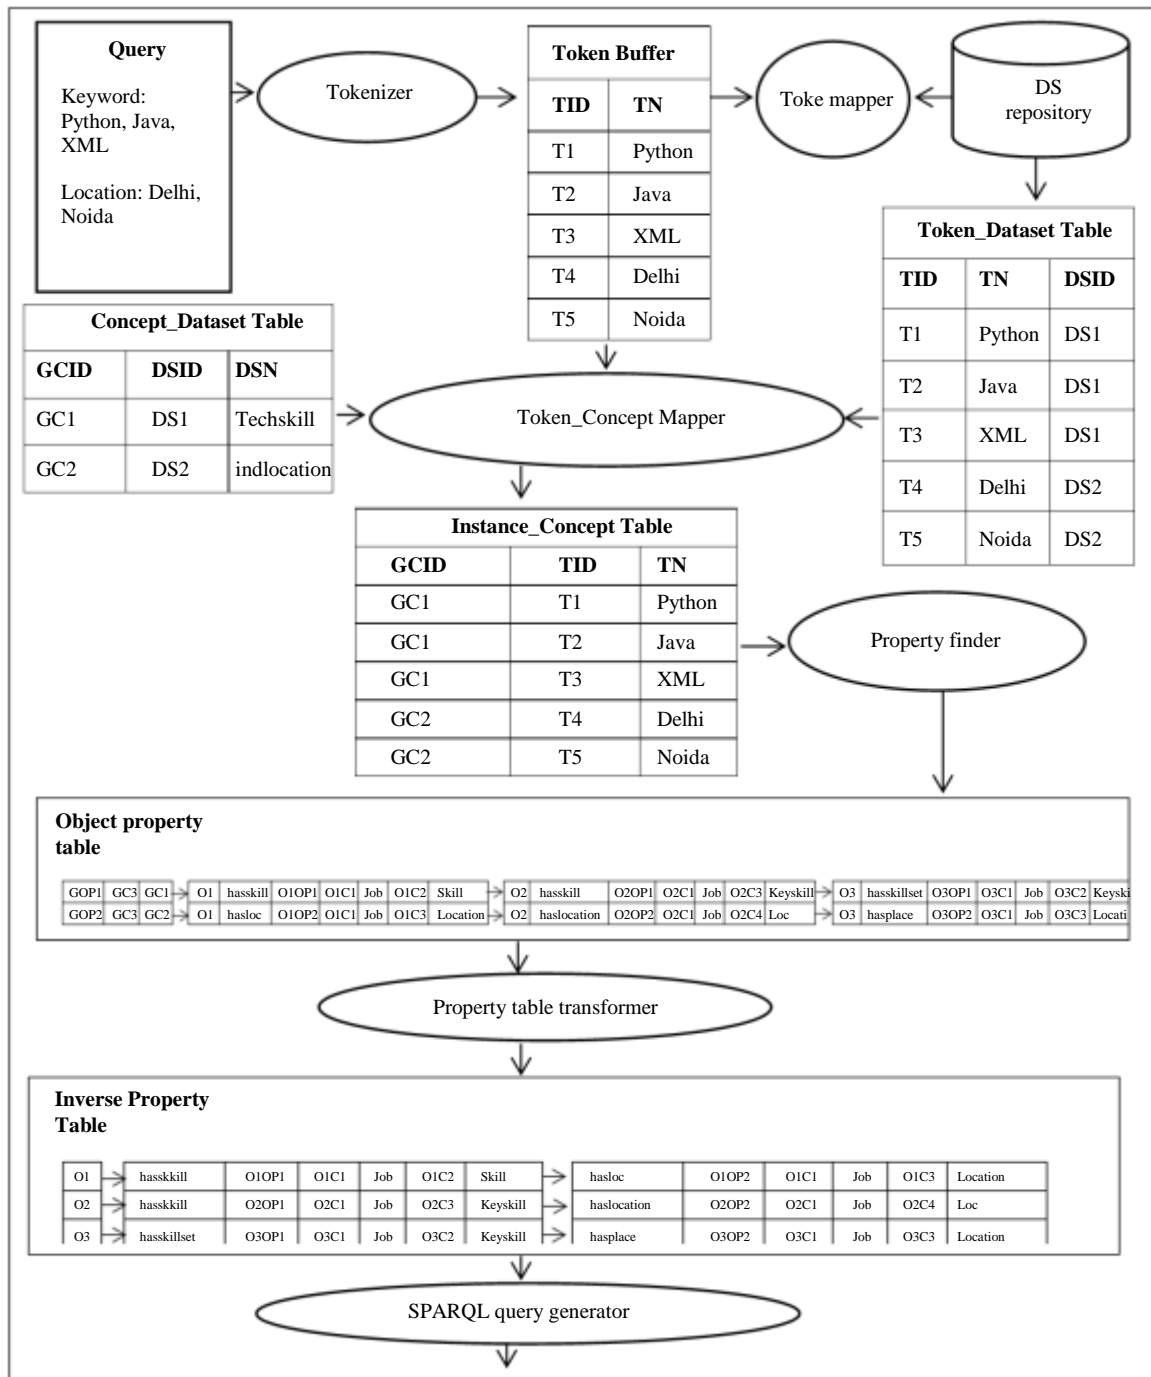 Query
Keyword:
Python, Java,
XML
Location: Delhi,
Noida
Tokenizer
Token Buffer
TID TN
T1 Python
T2 Java
T3 XML
T4 Delhi
T5 Noida
Toke mapper
DS
repository
Token_Dataset Table
TID TN DSID
T1 Python DS1
T2 Java DS1
T3 XML DS1
T4 Delhi DS2
T5 Noida DS2
Concept_Dataset Table
GCID DSID DSN
GC1 DS1 Techskill
GC2 DS2 indlocation
Token_Concept Mapper
Instance_Concept Table
GCID TID TN
GC1 T1 Python
GC1 T2 Java
GC1 T3 XML
GC2 T4 Delhi
GC2 T5 Noida
Property finder
Object property
table
GOP1 GC3 GC1 O1 hasskill O1OP1 O1C1 Job O1C2 Skill O2 hasskill O2OP1 O2C1 Job O2C3 Keyskill O3 hasskillset O3OP1 O3C1 Job O3C2 Keyski
GOP2 GC3 GC2 O1 hasloc O1OP2 O1C1 Job O1C3 Location O2 haslocation O2OP2 O2C1 Job O2C4 Loc O3 hasplace O3OP2 O3C1 Job O3C3 Locati
Property table transformer
Inverse Property
Table
O1 hasskkill O1OP1 O1C1 Job O1C2 Skill hasloc O1OP2 O1C1 Job O1C3 Location
O2 hasskkill O2OP1 O2C1 Job O2C3 Keyskill haslocation O2OP2 O2C1 Job O2C4 Loc
O3 hasskillset O3OP1 O3C1 Job O3C2 Keyskill hasplace O3OP2 O3C1 Job O3C3 Location
SPARQL query generator